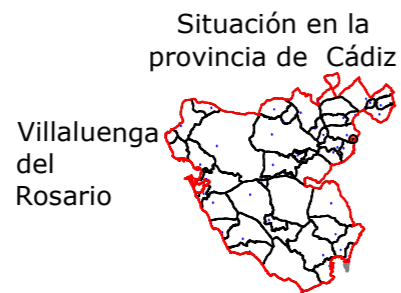 Situación en la
provincia de  Cádiz
Villaluenga
del
Rosario